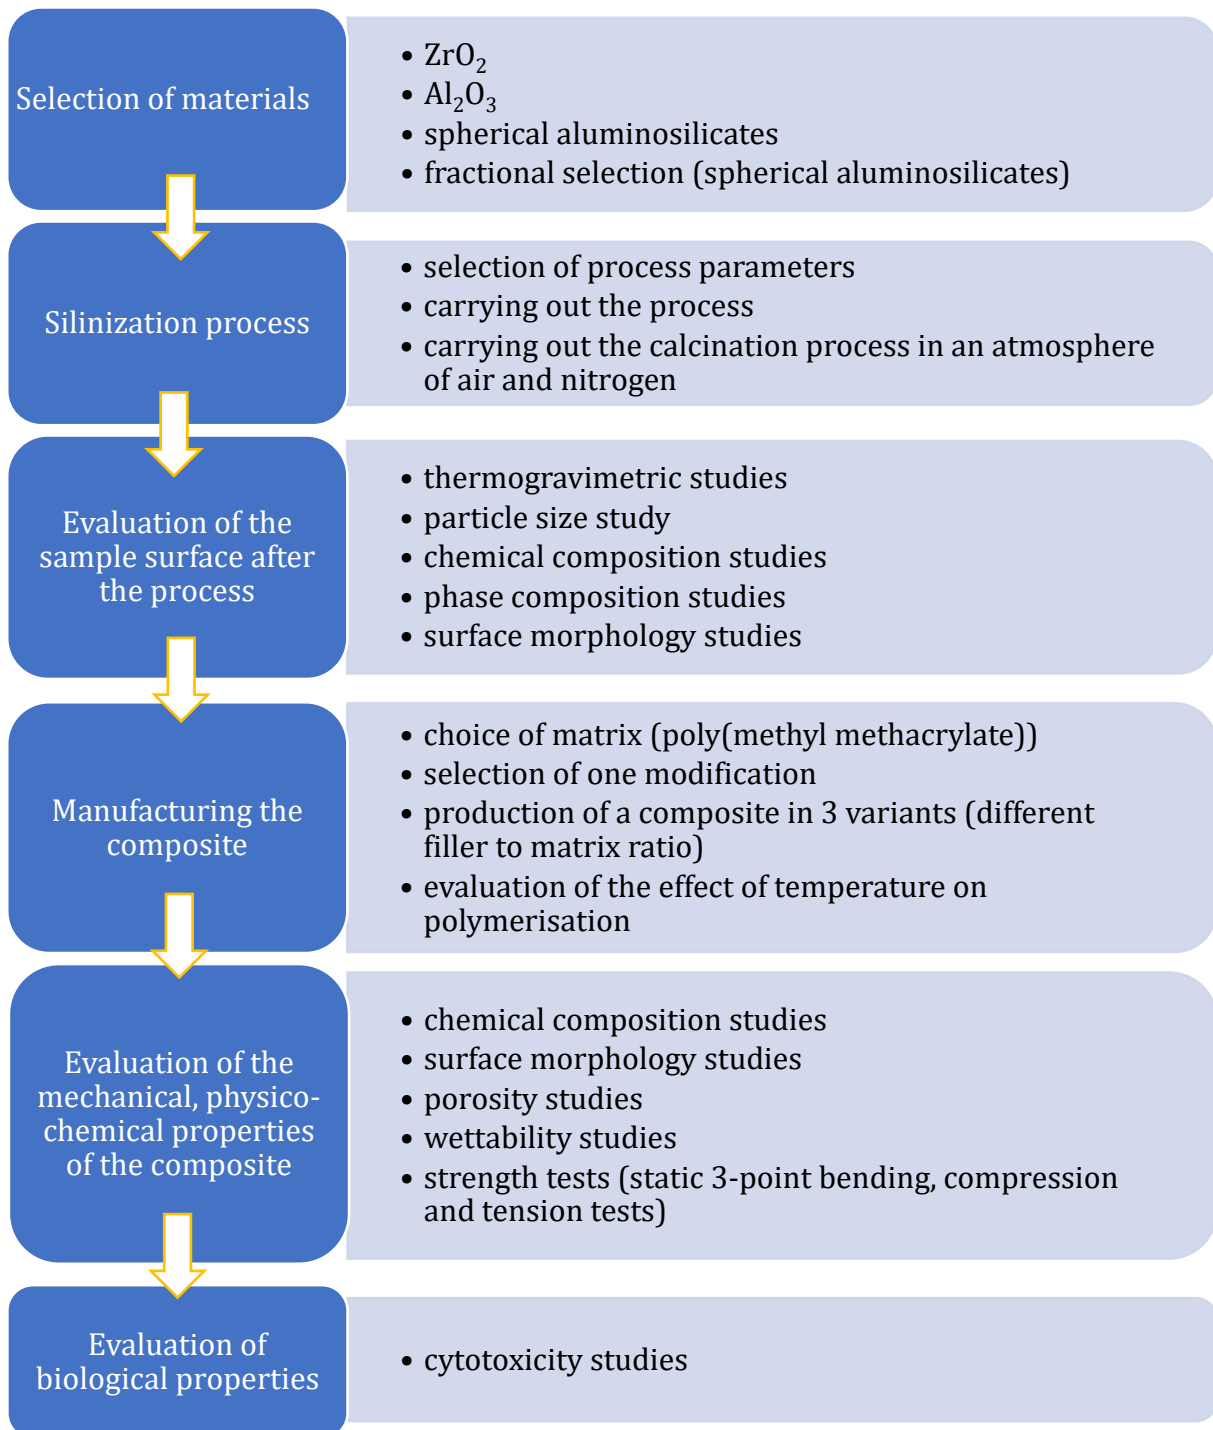 Selection of materials
• ZrO₂
• Al₂O₃
• spherical aluminosilicates
• fractional selection (spherical aluminosilicates)
Silinization process
• selection of process parameters
• carrying out the process
• carrying out the calcination process in an atmosphere
of air and nitrogen
Evaluation of the
sample surface after
the process
• thermogravimetric studies
• particle size study
• chemical composition studies
• phase composition studies
• surface morphology studies
Manufacturing the
composite
• choice of matrix (poly(methyl methacrylate))
• selection of one modification
• production of a composite in 3 variants (different
filler to matrix ratio)
• evaluation of the effect of temperature on
polymerisation
Evaluation of the
mechanical, physico-
chemical properties
of the composite
• chemical composition studies
• surface morphology studies
• porosity studies
• wettability studies
• strength tests (static 3-point bending, compression
and tension tests)
Evaluation of
biological properties
• cytotoxicity studies